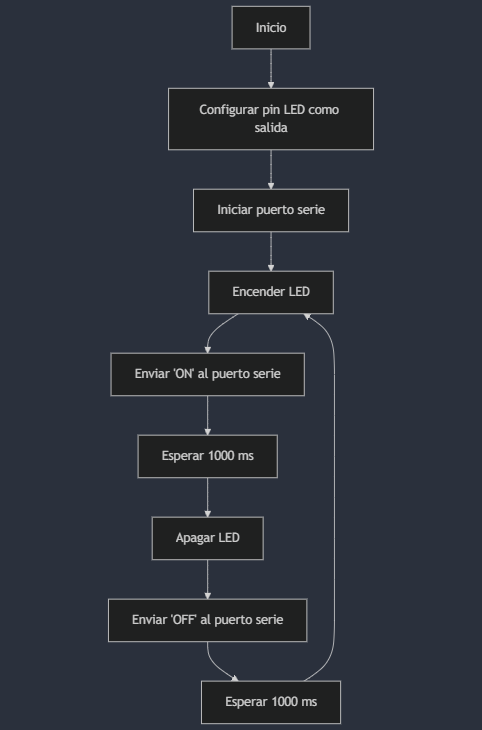 Inicio
Configurar pin LED como
salida
Iniciar puerto serie
Encender LED
Enviar 'ON' al puerto serie
Esperar 1000 ms
Apagar LED
Enviar 'OFF' al puerto serie
Esperar 1000 ms